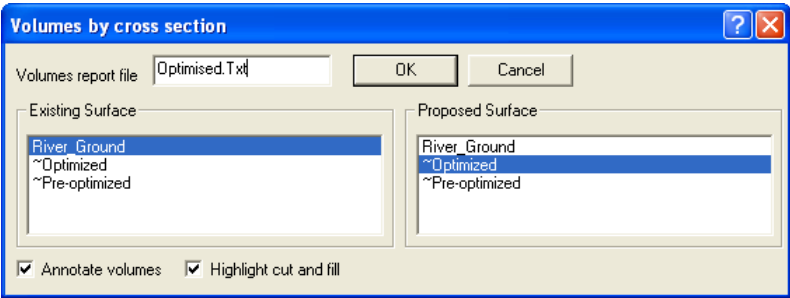 Volumes by cross section
Volumes report file Optimised.Txt OK Cancel
Existing Surface Proposed Surface
River_Ground River_Ground
~Optimized ~Optimized
~Pre-optimized ~Pre-optimized
Annotate volumes Highlight cut and fill